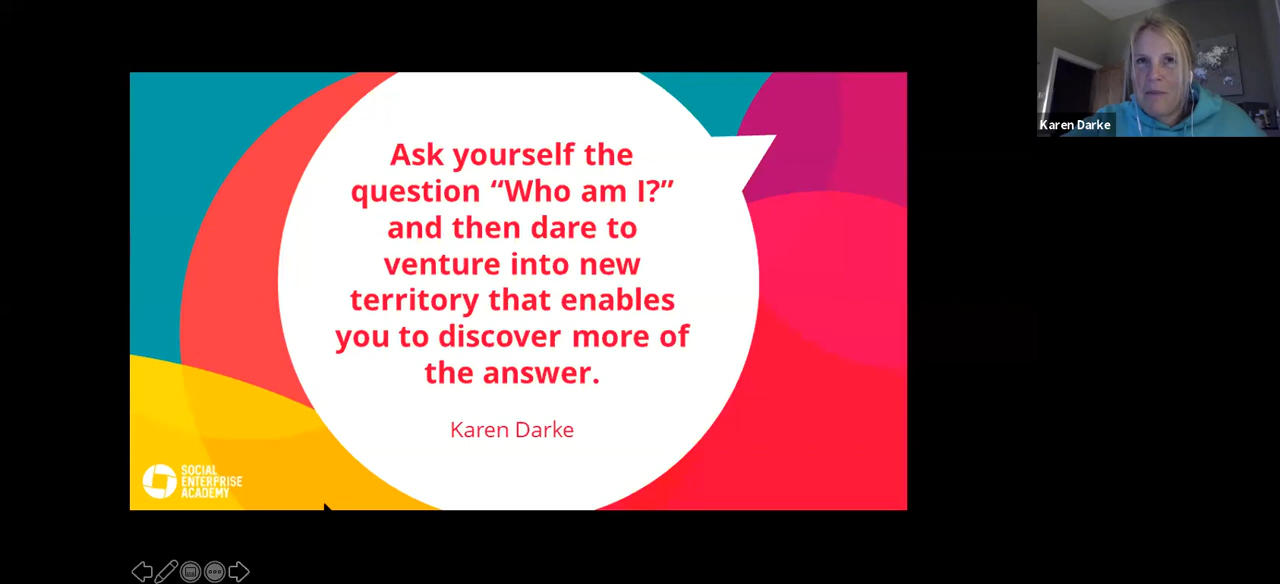 Ask yourself the
question “Who am I?”
and then dare to
venture into new
territory that enables
you to discover more of
the answer.
Karen Darke
SOCIAL
ENTERPRISE
ACADEMY
Karen Darke